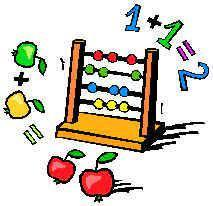 1+1=2
+
=